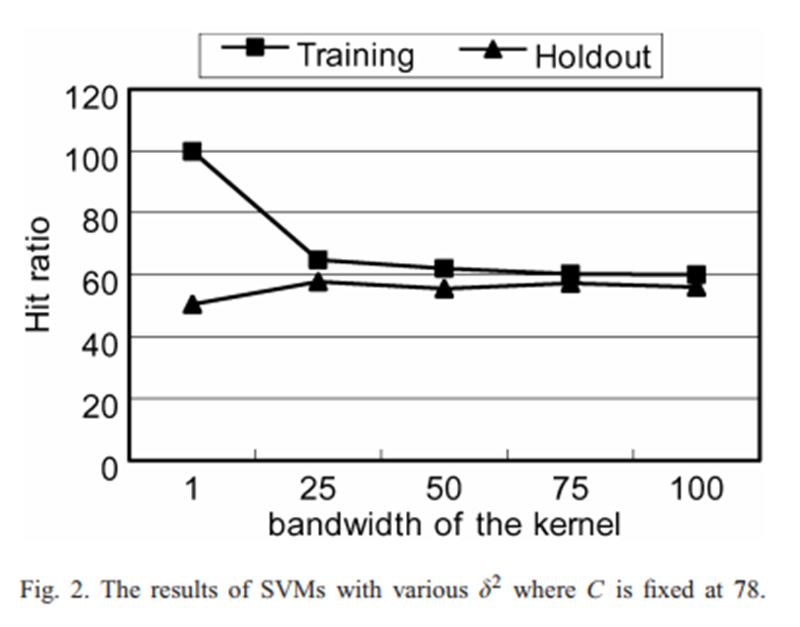 Training Holdout
120
100
80
60
40
20
0
Hit ratio
1 25 50 75 100
bandwidth of the kernel
Fig. 2. The results of SVMs with various δ² where C is fixed at 78.